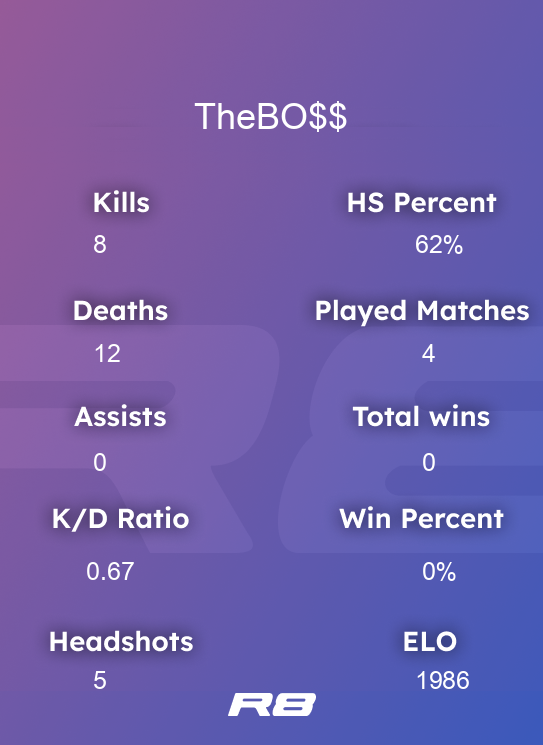 TheBO$$
Kills
HS Percent
8
62%
Deaths
Played Matches
12
4
Assists
Total wins
0
0
K/D Ratio
Win Percent
0.67
0%
Headshots
ELO
5
1986
R8